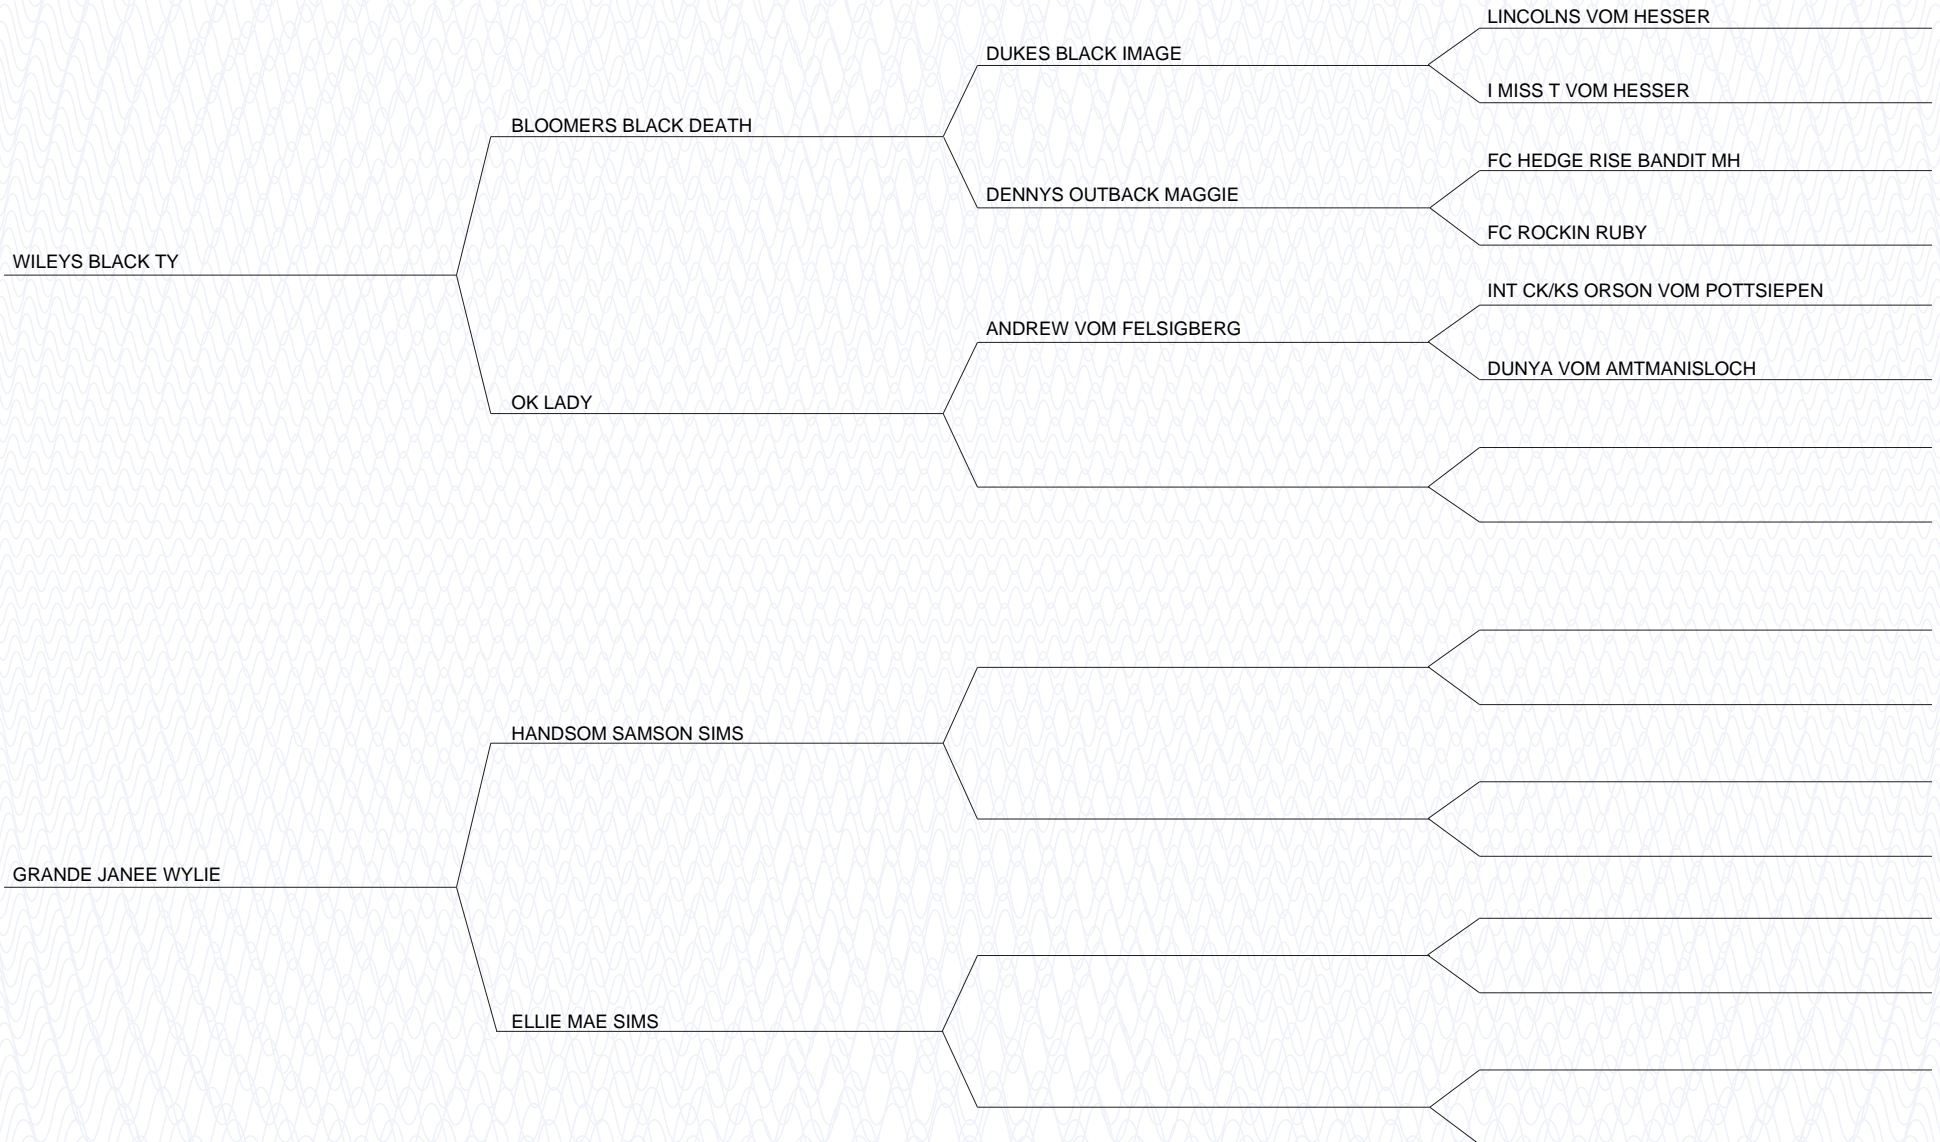 LINCOLNS VOM HESSER
DUKES BLACK IMAGE
I MISS T VOM HESSER
BLOOMERS BLACK DEATH
FC HEDGE RISE BANDIT MH
DENNYS OUTBACK MAGGIE
FC ROCKIN RUBY
WILEYS BLACK TY
INT CK/KS ORSON VOM POTTSIEPEN
ANDREW VOM FELSIGBERG
DUNYA VOM AMTMANISLOCH
OK LADY
HANDSOM SAMSON SIMS
GRANDE JANEE WYLIE
ELLIE MAE SIMS